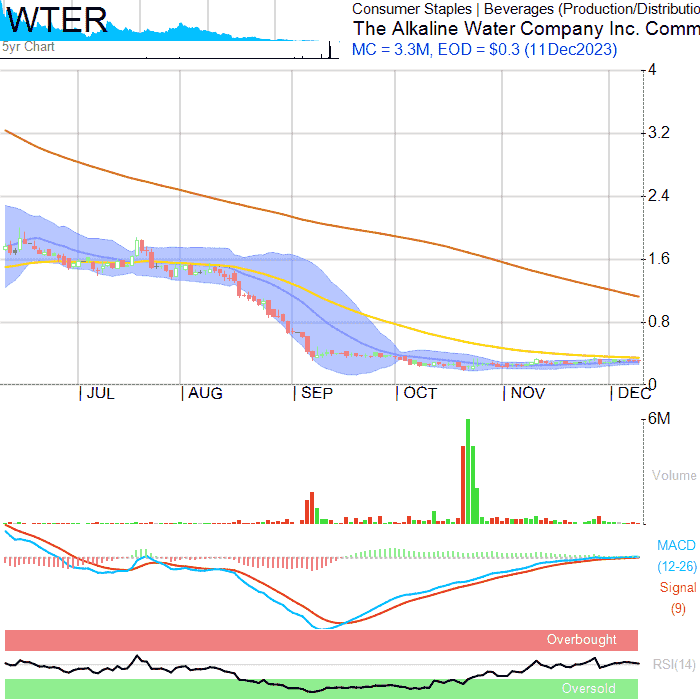 WTER
5yr Chart
Consumer Staples | Beverages (Production/Distributio
The Alkaline Water Company Inc. Comm
MC = 3.3M, EOD = $0.3 (11Dec2023)
4
3.2
2.4
1.6
0.8
0
JUL
AUG
SEP
OCT
NOV
DEC
6M
Volume
MACD
(12-26)
Signal
(9)
Overbought
RSI(14)
Oversold